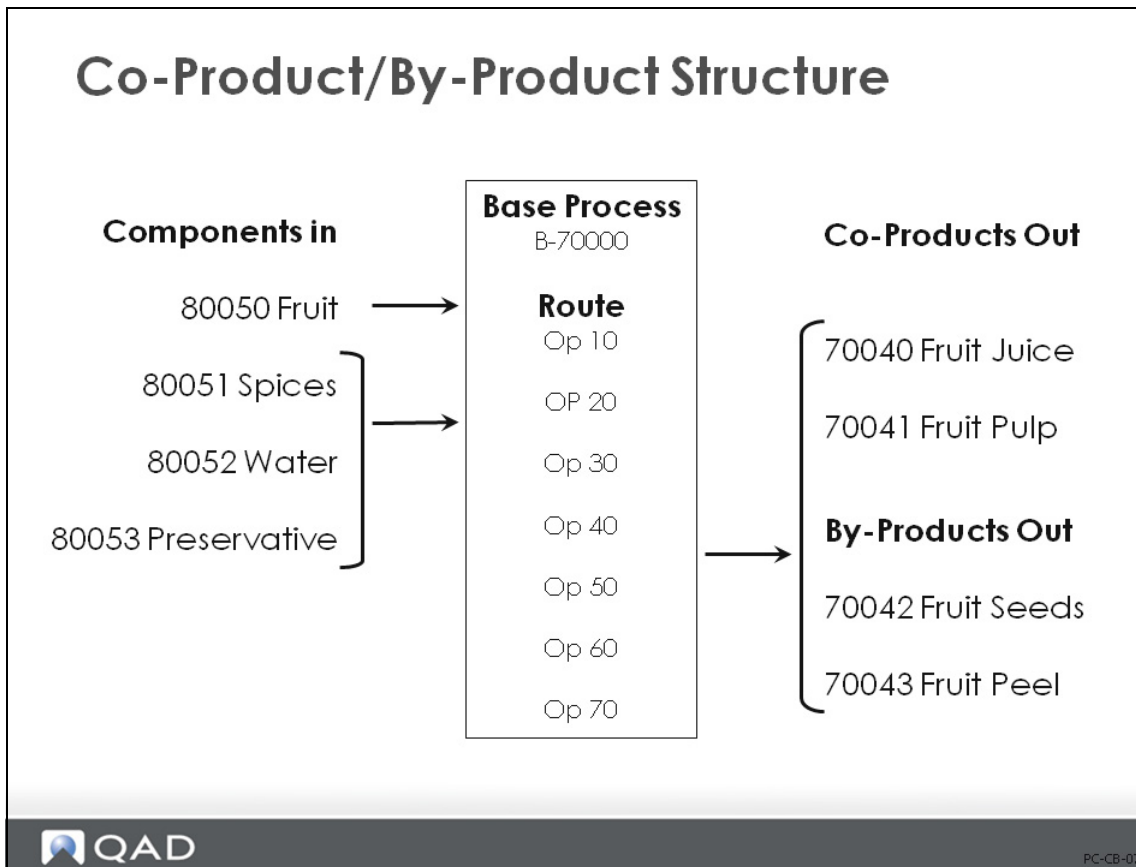 Co-Product/By-Product Structure
Components in
80050 Fruit
80051 Spices
80052 Water
80053 Preservative
Base Process
B-70000
Route
Op 10
OP 20
Op 30
Op 40
Op 50
Op 60
Op 70
Co-Products Out
70040 Fruit Juice
70041 Fruit Pulp
By-Products Out
70042 Fruit Seeds
70043 Fruit Peel
QAD